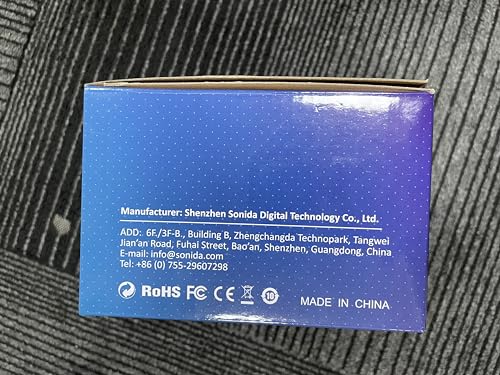 Manufacturer: Shenzhen Sonida Digital Technology Co., Ltd.
ADD: 6F./3F-B., Building B, Zhengchangda Technopark, Tangwei
Jian'an Road, Fuhai Street, Bao'an, Shenzhen, Guangdong, China
E-mail: info@sonida.com
Tel: +86 (0) 755-29607298
RoHS FC CE 10 MADE IN CHINA